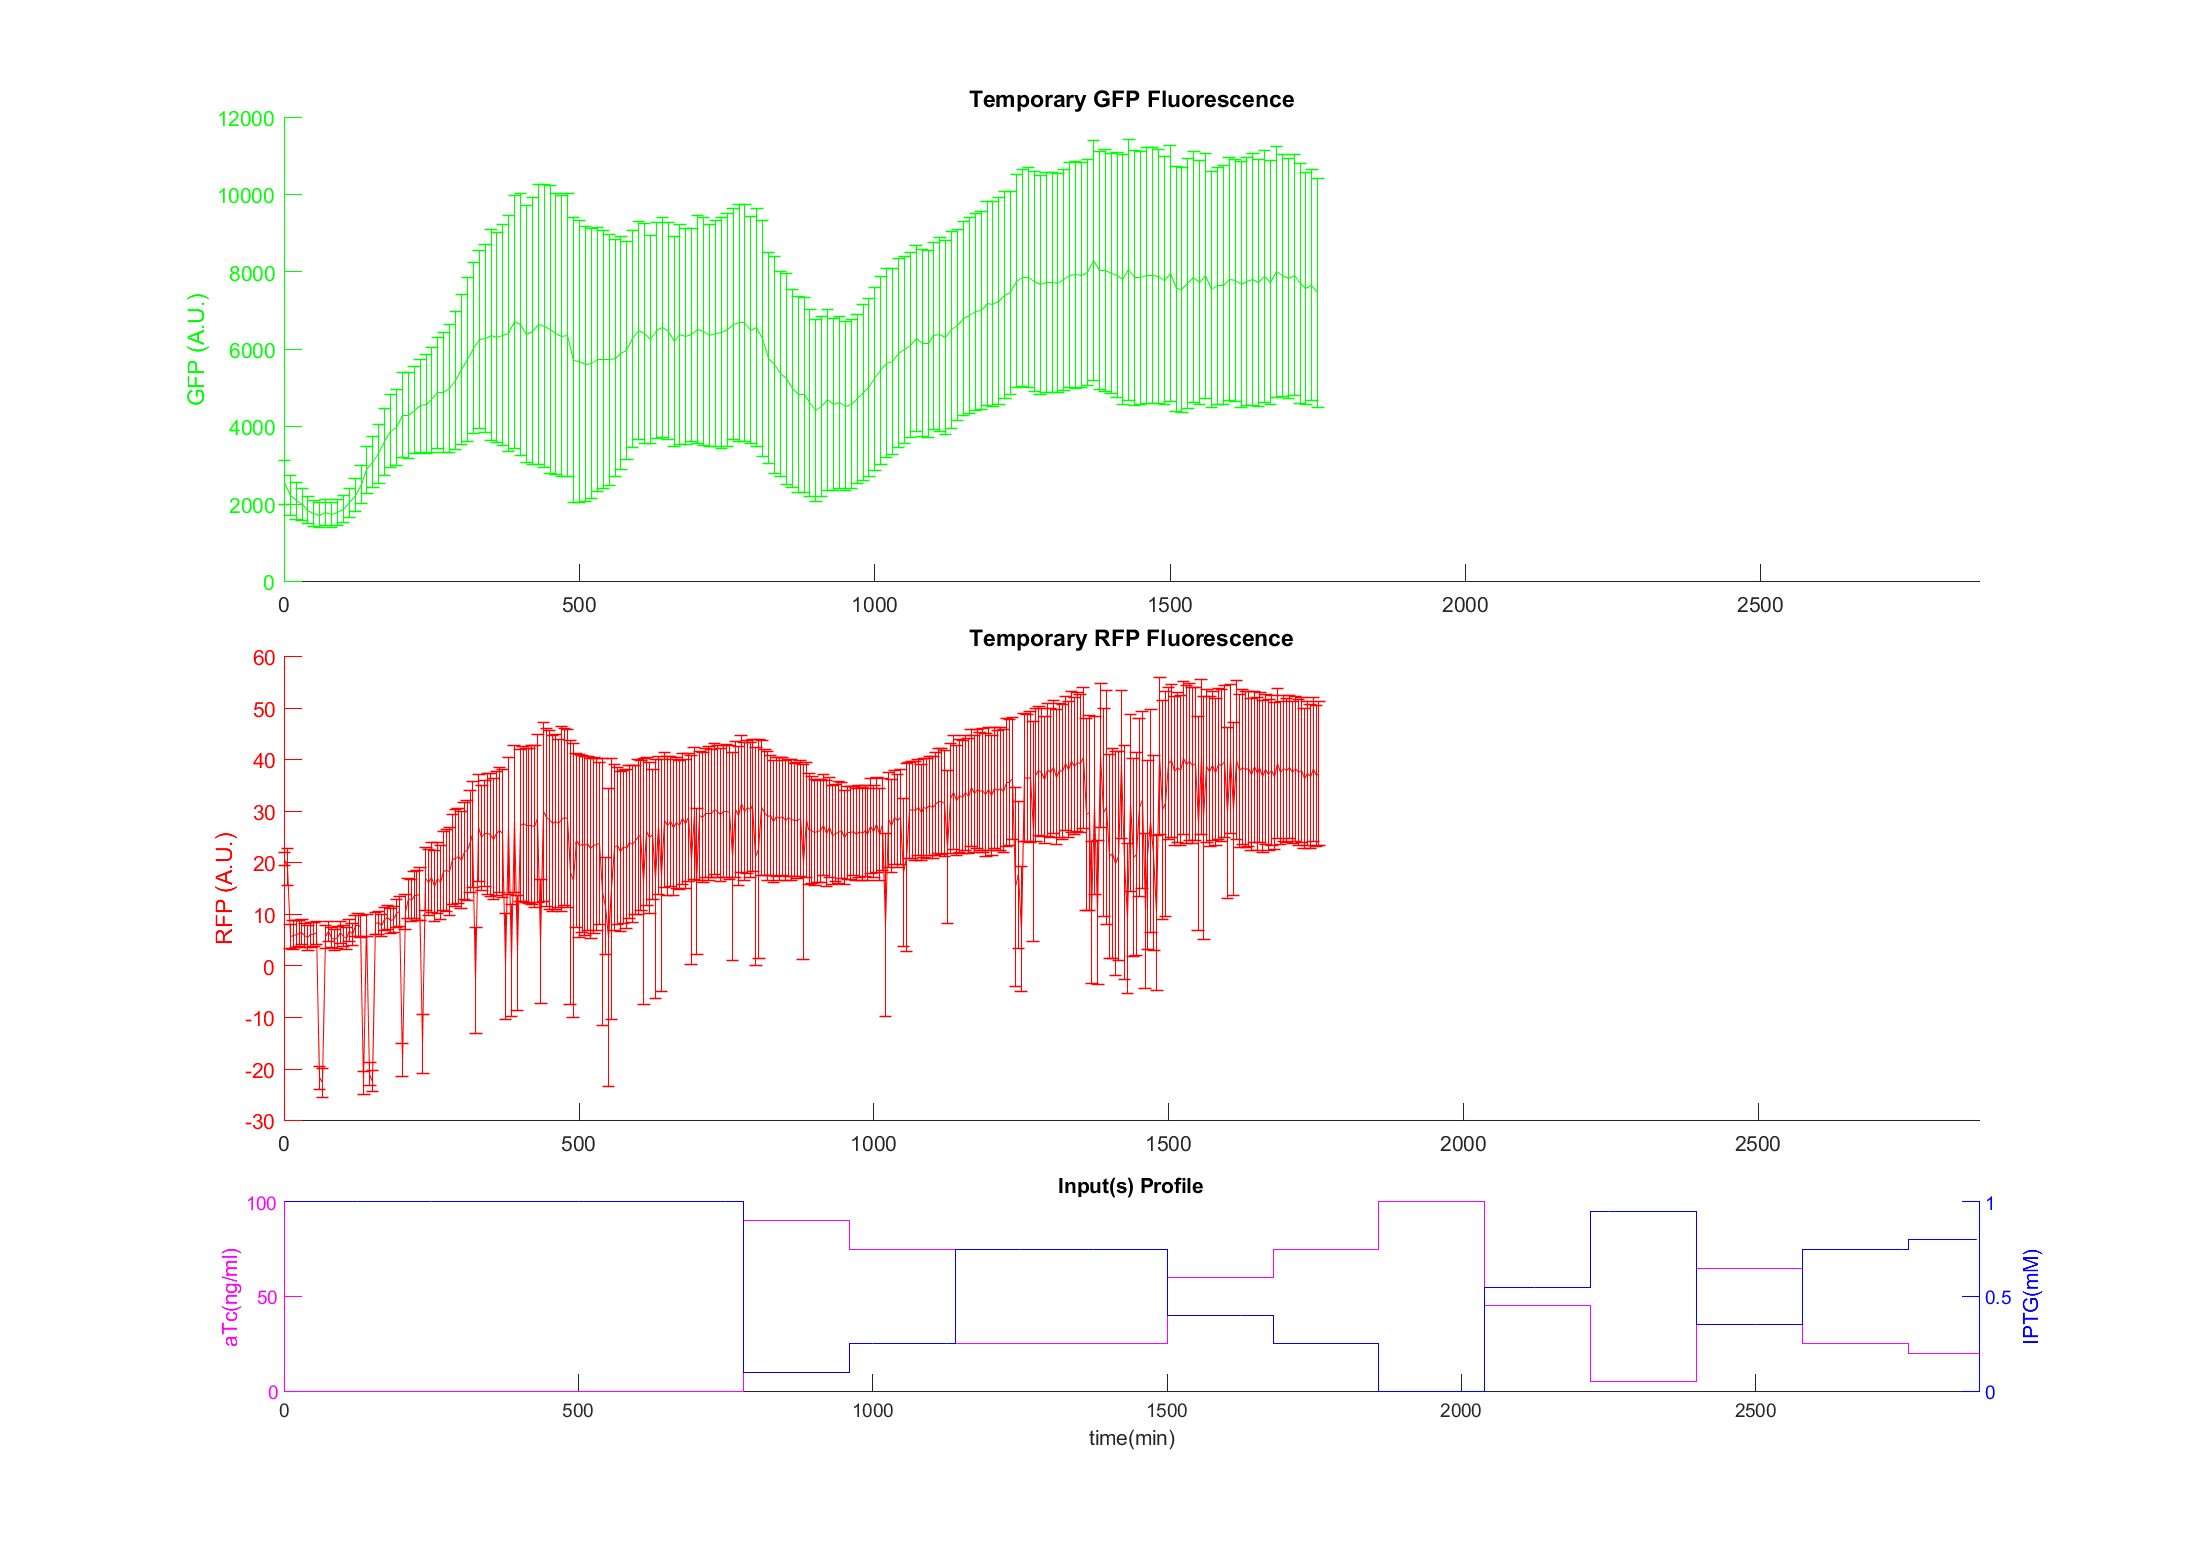 Temporary GFP Fluorescence
12000
10000
8000
6000
4000
2000
0
GFP (A.U.)
0 500 1000 1500 2000 2500
Temporary RFP Fluorescence
60
50
40
30
20
10
0
-10
-20
-30
RFP (A.U.)
0 500 1000 1500 2000 2500
Input(s) Profile
100
50
0
aTc(ng/ml)
1
0.5
0
IPTG(mM)
0 500 1000 1500 2000 2500
time(min)